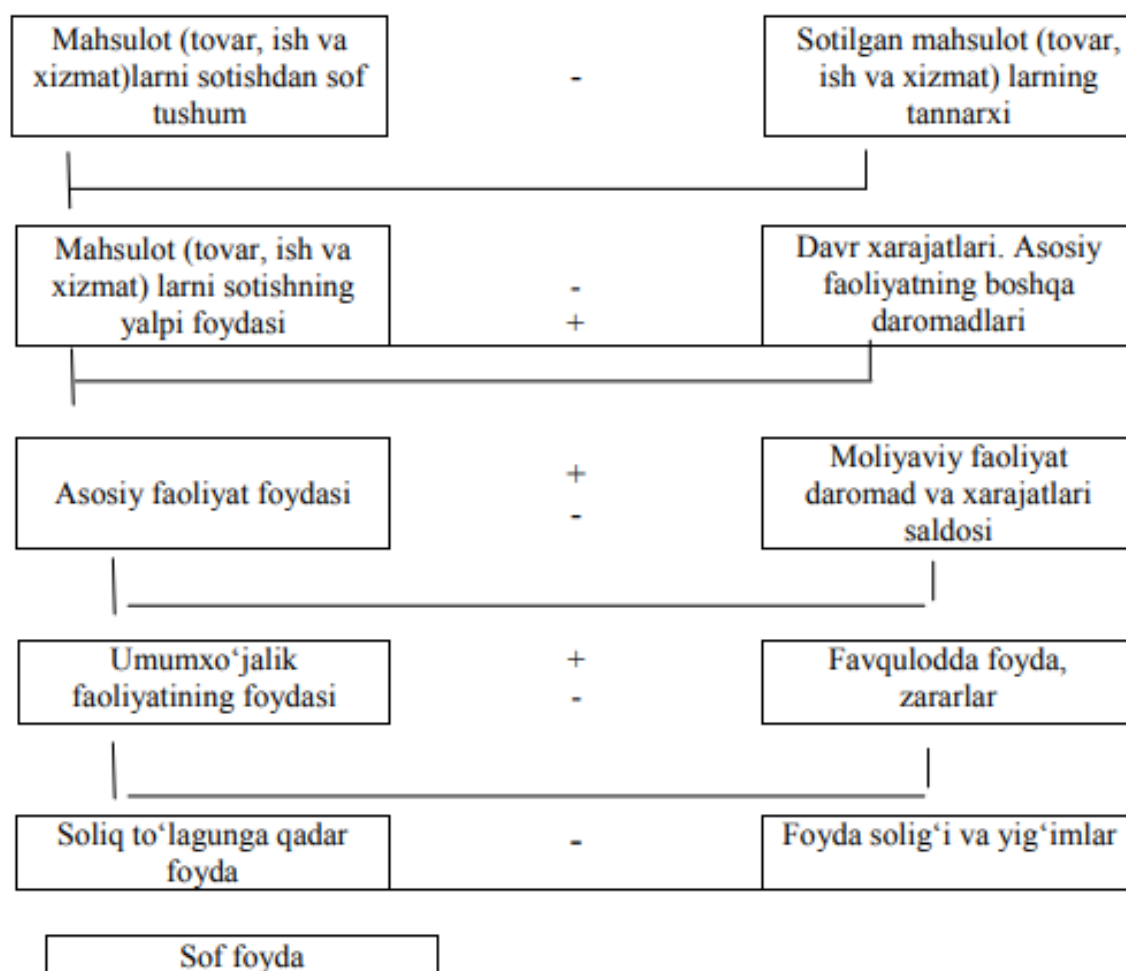 Mahsulot (tovar, ish va
xizmat)larni sotishdan sof
tushum
-
Sotilgan mahsulot (tovar,
ish va xizmat) larning
tannarxi
Mahsulot (tovar, ish va
xizmat) larni sotishning
yalpi foydasi
-
+
Davr xarajatlari. Asosiy
faoliyatning boshqa
daromadlari
Asosiy faoliyat foydasi
+
-
Moliyaviy faoliyat
daromad va xarajatlari
saldosi
Umumxo‘jalik
faoliyatining foydasi
+
-
Favqulodda foyda,
zararlar
Soliq to‘lagunga qadar
foyda
-
Foyda solig‘i va yig‘imlar
Sof foyda